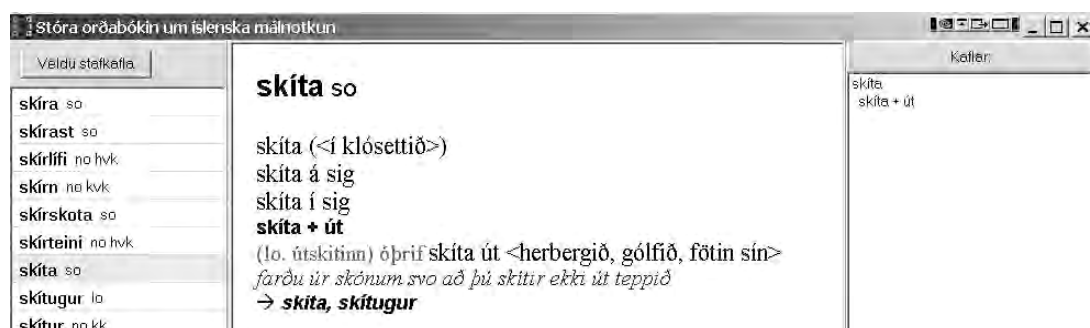 Stóra orðabókin um íslenska málnotkun
Veldu stafkafla
skíra so
skírast so
skírlífi no hvk
skírn no kvk
skírskota so
skírteini no hvk
skíta so
skítugur lo
skítur no kk
skíta so
skíta (<í klósettið>)
skíta á sig
skíta í sig
skíta + út
(lo. útskitinn) óþrif skíta út <herbergið, gólfið, fötin sín>
farðu úr skónum svo að þú skítir ekki út teppið
→ skita, skítugur
Kaflar:
skíta
skíta + út